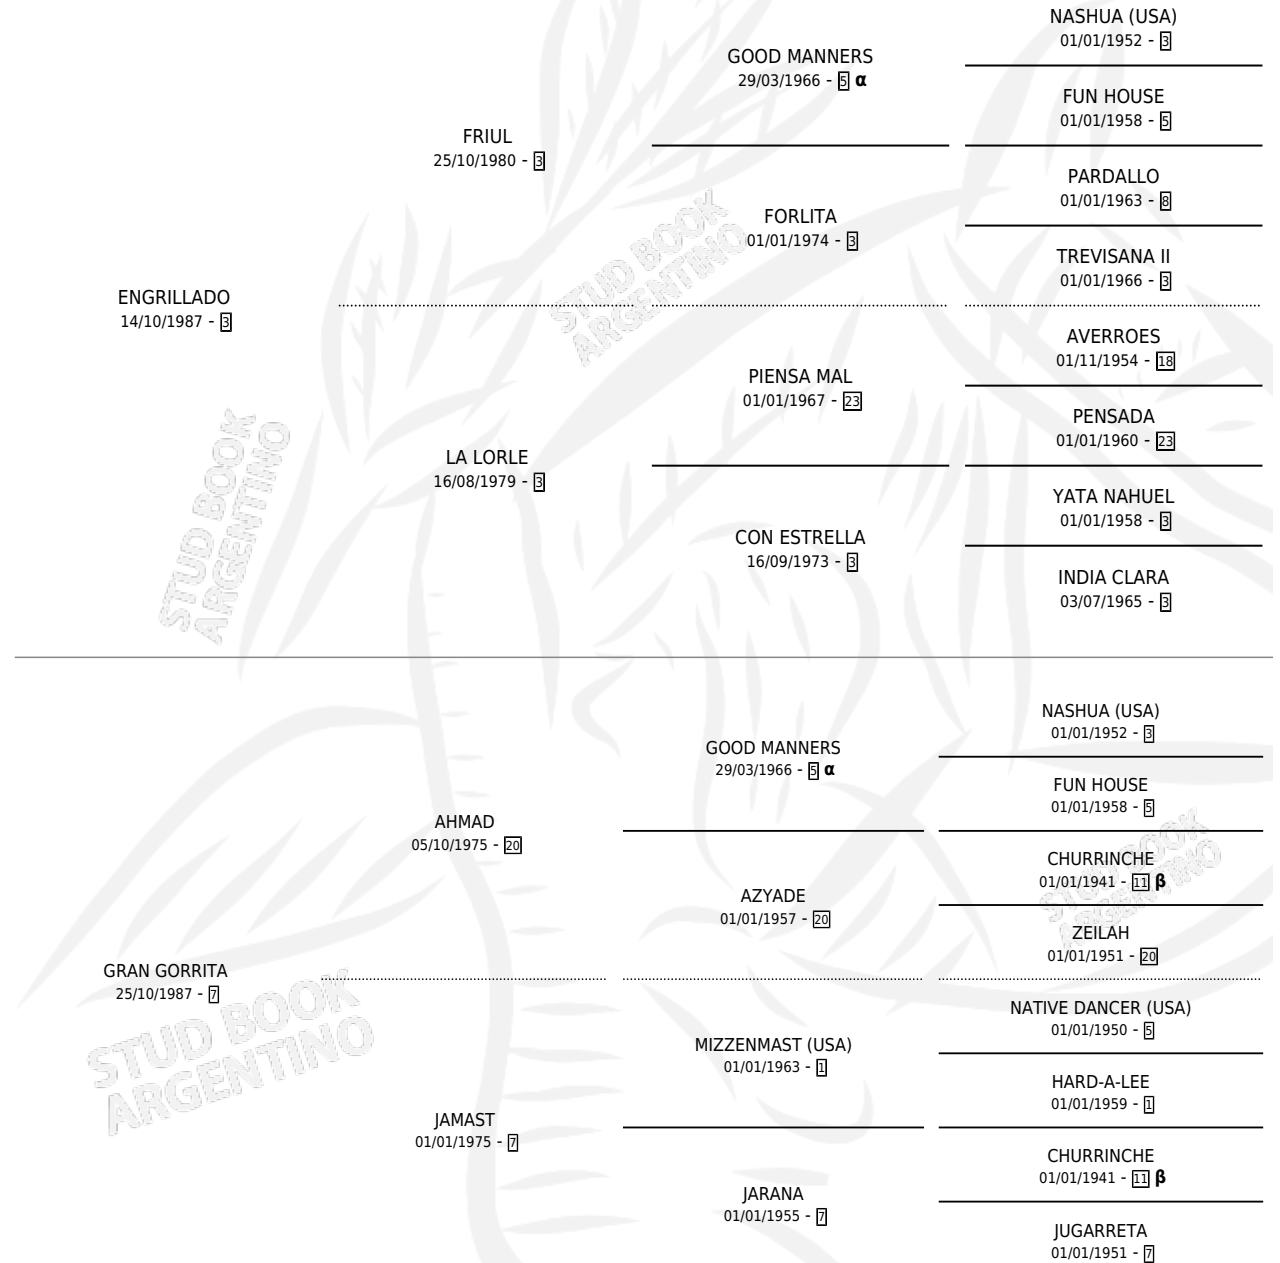 NASHUA (USA)
01/01/1952 - 3
GOOD MANNERS
29/03/1966 - 5 α
FUN HOUSE
01/01/1958 - 5
FRIUL
25/10/1980 - 3
PARDALLO
01/01/1963 - 8
FORLITA
01/01/1974 - 3
TREVISANA II
01/01/1966 - 3
STUD BOOK
ARGENTINO
ENGRILLADO
14/10/1987 - 3
AVERROES
01/11/1954 - 18
PIENSA MAL
01/01/1967 - 23
PENSADA
01/01/1960 - 23
LA LORLE
16/08/1979 - 3
YATA NAHUEL
01/01/1958 - 3
CON ESTRELLA
16/09/1973 - 3
INDIA CLARA
03/07/1965 - 3
STUD BOOK
ARGENTINO
NASHUA (USA)
01/01/1952 - 3
GOOD MANNERS
29/03/1966 - 5 α
FUN HOUSE
01/01/1958 - 5
AHMAD
05/10/1975 - 20
CHURRINCHE
01/01/1941 - 11 β
AZYADE
01/01/1957 - 20
ZEILAH
01/01/1951 - 20
STUD BOOK
ARGENTINO
GRAN GORRITA
25/10/1987 - 7
NATIVE DANCER (USA)
01/01/1950 - 5
MIZZENMAST (USA)
01/01/1963 - 1
HARD-A-LEE
01/01/1959 - 1
STUD BOOK
ARGENTINO
JAMAST
01/01/1975 - 7
CHURRINCHE
01/01/1941 - 11 β
JARANA
01/01/1955 - 7
JUGARRETA
01/01/1951 - 7